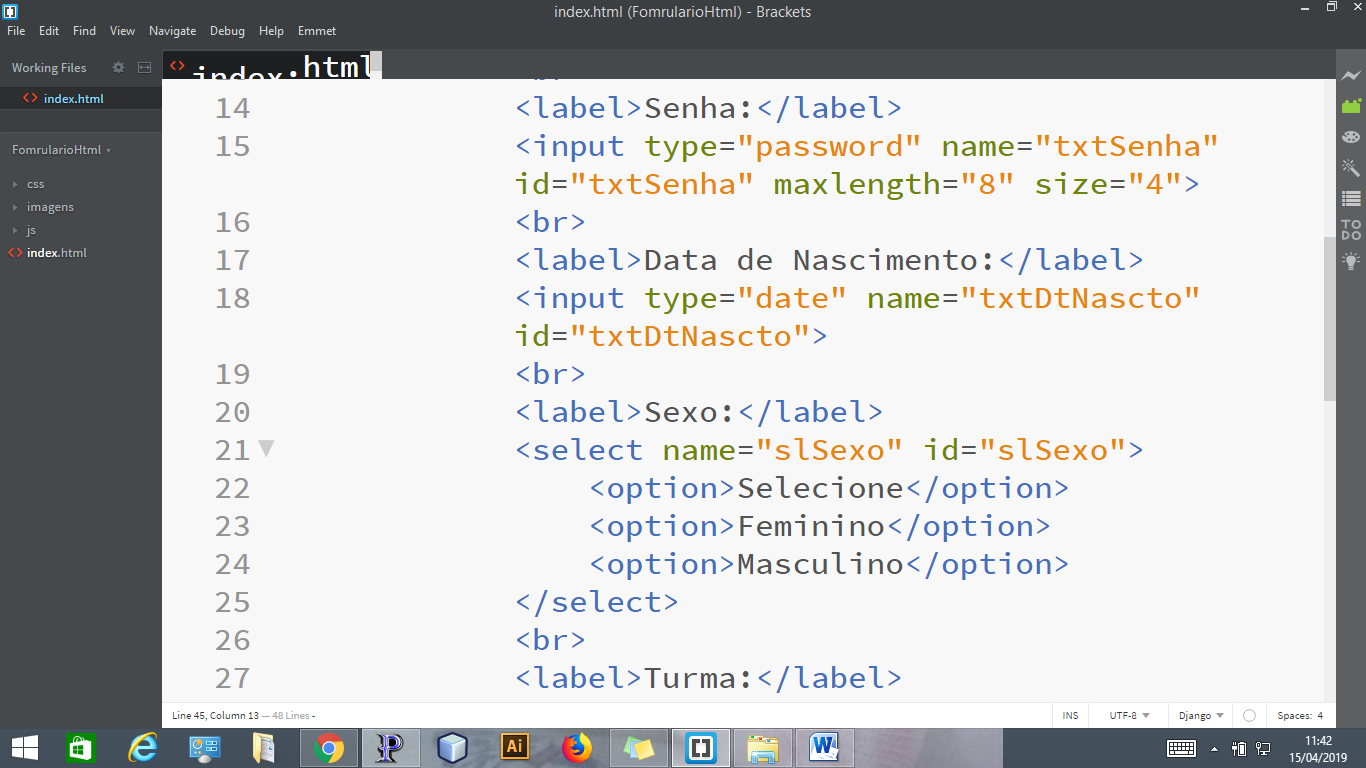 index.html (FomrularioHtml) - Brackets
File Edit Find View Navigate Debug Help Emmet
Working Files
index.html
FomrularioHtml
css
imagens
js
index.html
index.html
14 <label>Senha:</label>
15 <input type="password" name="txtSenha"
id="txtSenha" maxlength="8" size="4">
16 <br>
17 <label>Data de Nascimento:</label>
18 <input type="date" name="txtDtNascto"
id="txtDtNascto">
19 <br>
20 <label>Sexo:</label>
21 <select name="slSexo" id="slSexo">
22 <option>Selecione</option>
23 <option>Feminino</option>
24 <option>Masculino</option>
25 </select>
26 <br>
27 <label>Turma:</label>
TO
DO
Line 45, Column 13 — 48 Lines -
INS UTF-8 Django Spaces: 4
Ai
W
11:42
15/04/2019